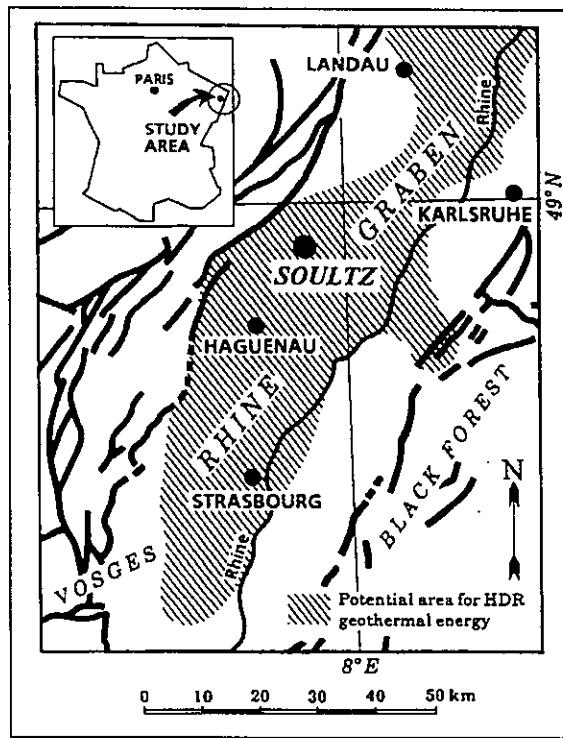 PARIS
STUDY
AREA
LANDAU
Rhine
GRABEN
KARLSRUHE
49°N
SOULTZ
HAGUENAU
RHINE
STRASBOURG
BLACK FOREST
N
VOSGES
Rhine
Potential area for HDR
geothermal energy
8°E
0 10 20 30 40 50 km